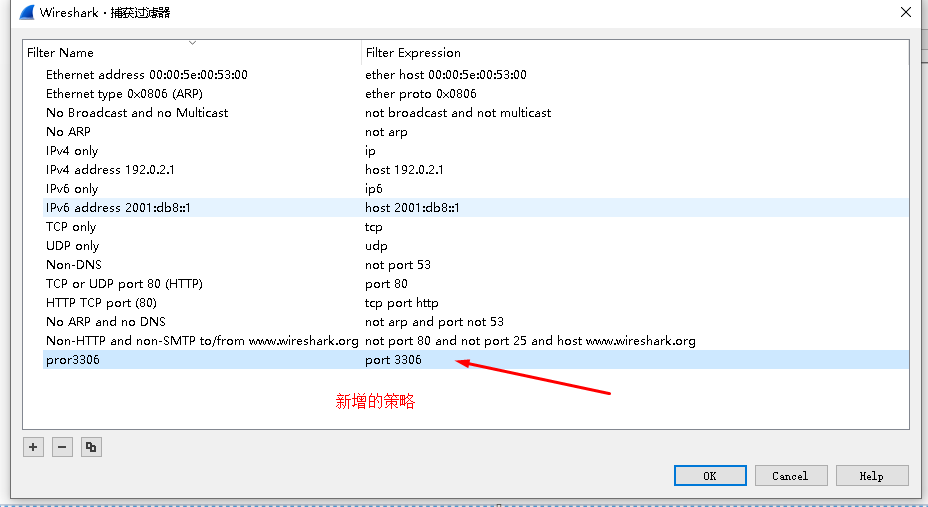 Wireshark · 捕获过滤器
Filter Name Filter Expression
Ethernet address 00:00:5e:00:53:00 ether host 00:00:5e:00:53:00
Ethernet type 0x0806 (ARP) ether proto 0x0806
No Broadcast and no Multicast not broadcast and not multicast
No ARP not arp
IPv4 only ip
IPv4 address 192.0.2.1 host 192.0.2.1
IPv6 only ip6
IPv6 address 2001:db8::1 host 2001:db8::1
TCP only tcp
UDP only udp
Non-DNS not port 53
TCP or UDP port 80 (HTTP) port 80
HTTP TCP port (80) tcp port http
No ARP and no DNS not arp and port not 53
Non-HTTP and non-SMTP to/from www.wireshark.org not port 80 and not port 25 and host www.wireshark.org
pror3306 port 3306
新增的策略
OK Cancel Help